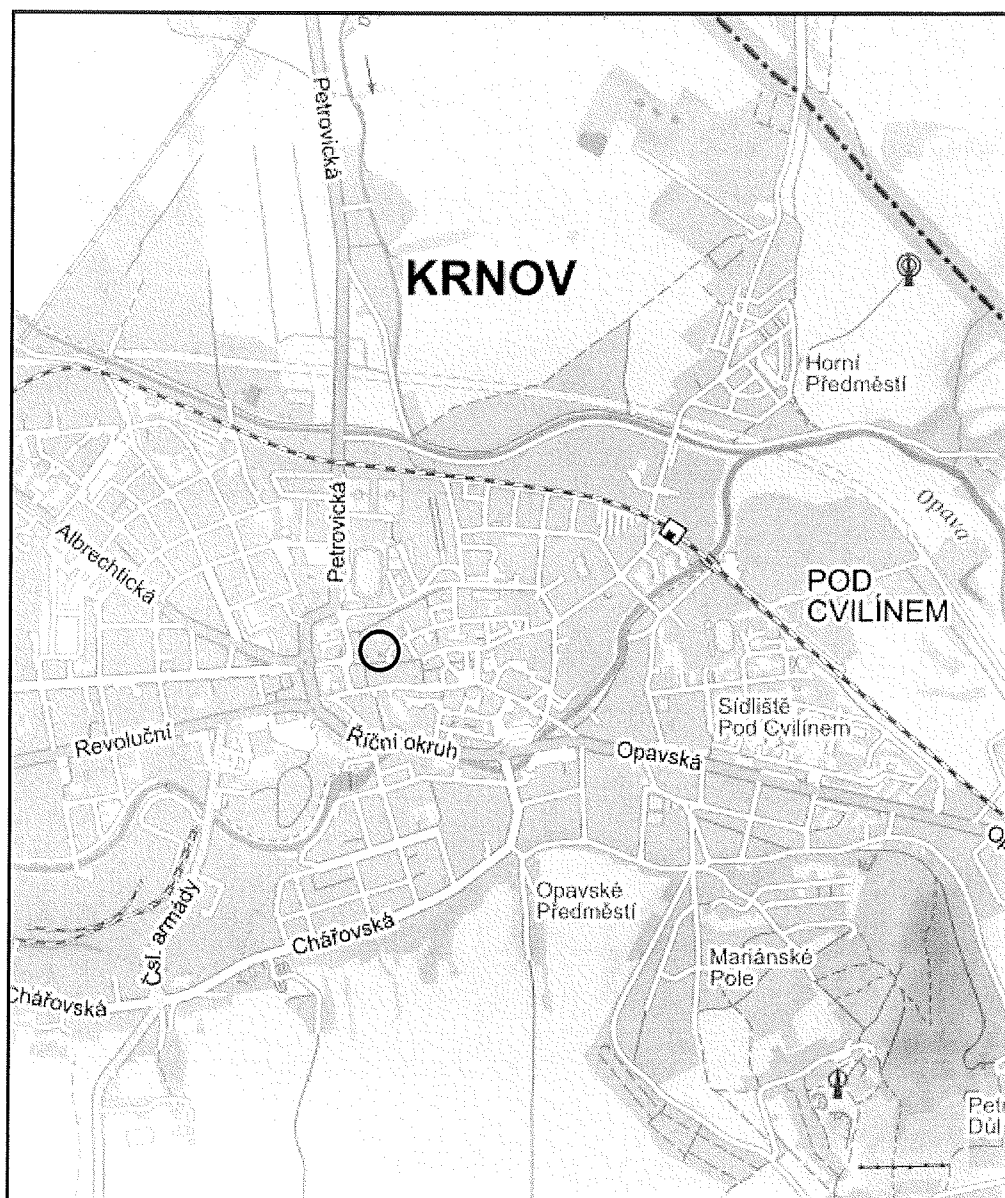 Petrovická
KRNOV
Horní
Předměstí
Opava
Petrovická
Albrechtická
POD
CVILÍNEM
Sídliště
Pod Cvilínem
Revoluční
Říční okruh
Opavská
Opavské
Předměstí
Čsl. armády
Chářovská
Mariánské
Pole
Chářovská
Důl